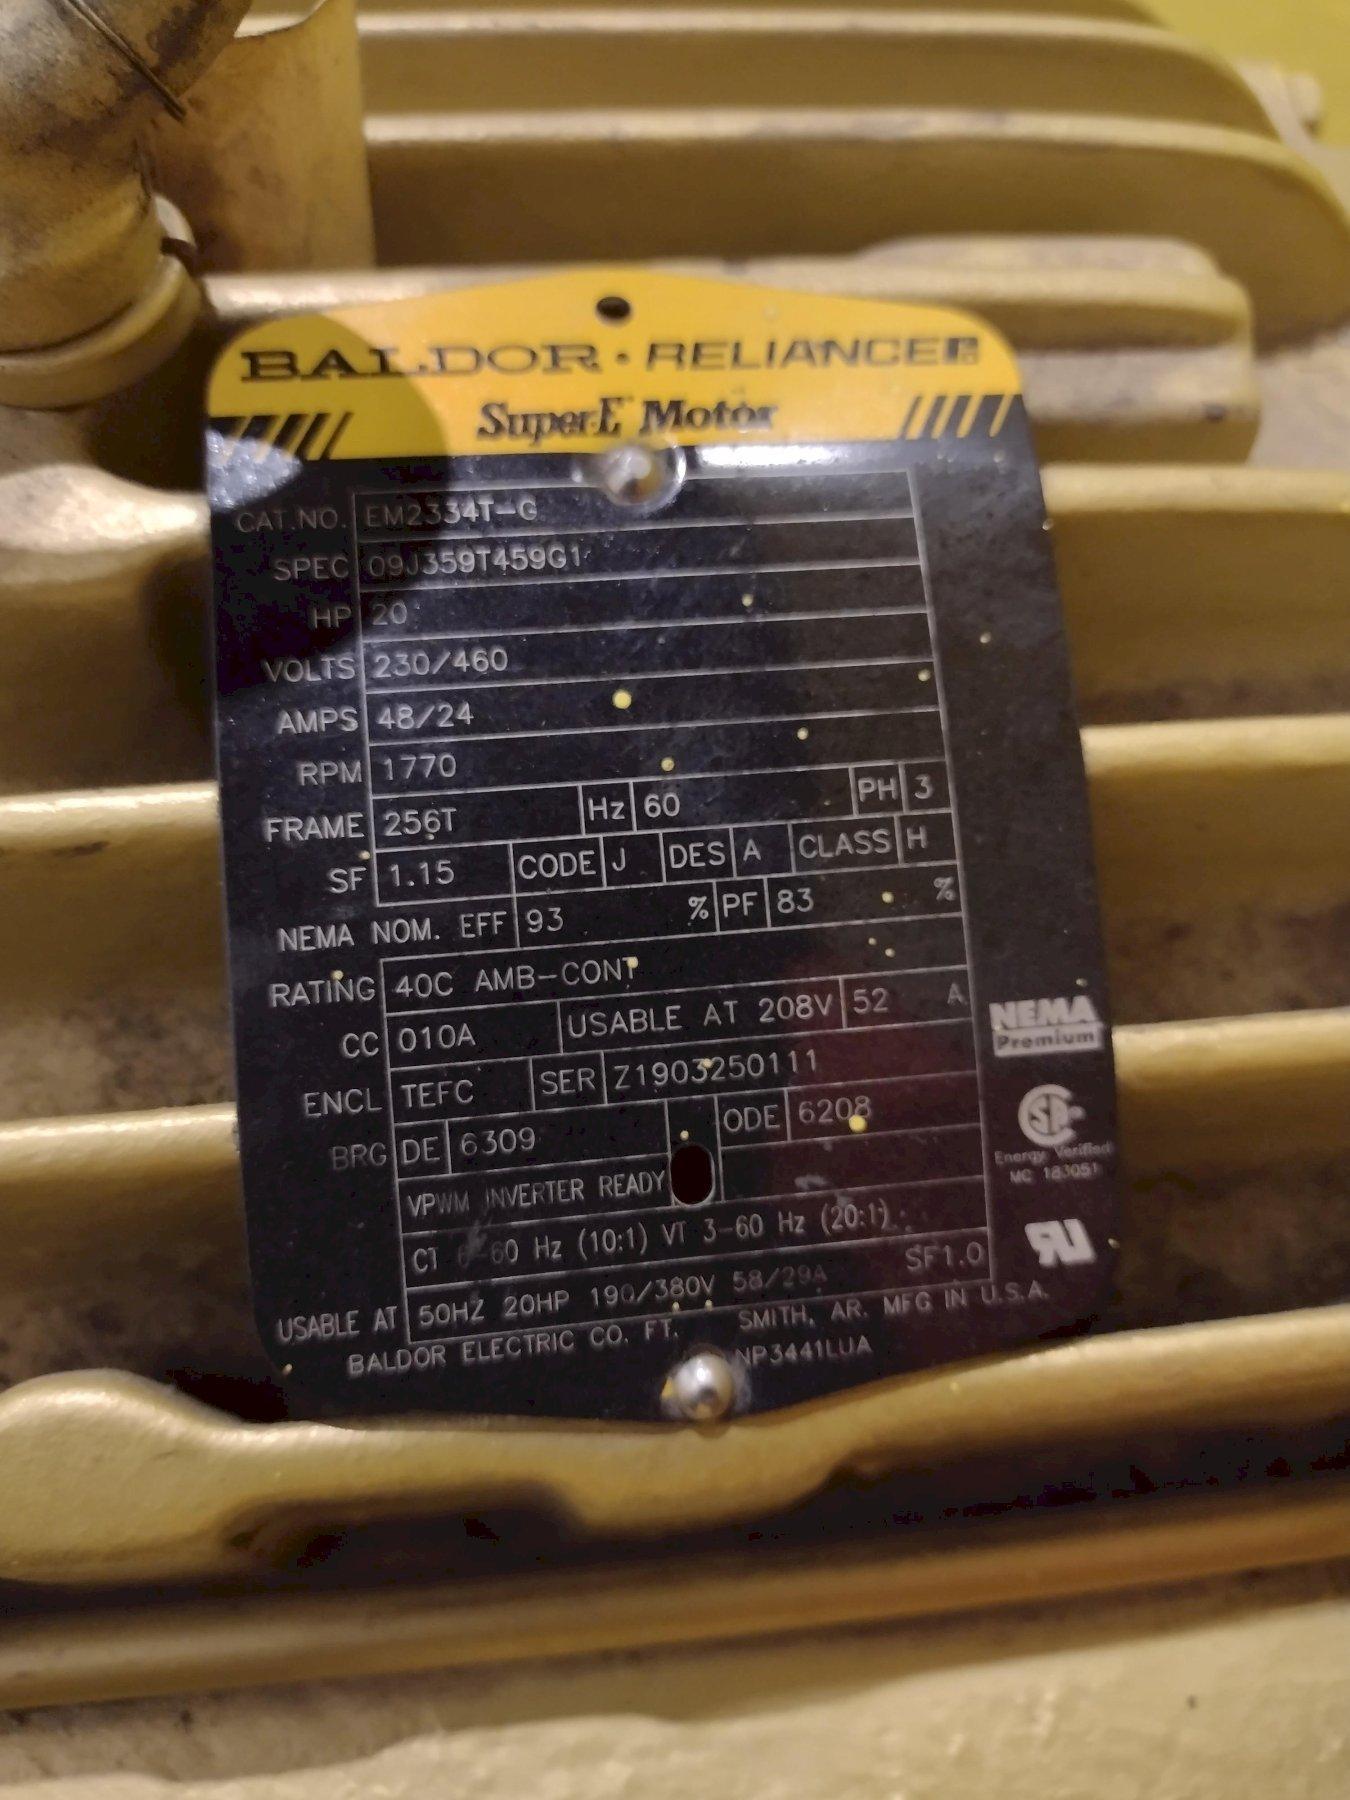 BALDOR · RELIANCE
Super-E Motor
CAT.NO. EM2334T-G
SPEC 09J359T459G1
HP 20
VOLTS 230/460
AMPS 48/24
RPM 1770
FRAME 256T Hz 60 PH 3
SF 1.15 CODE J DES A CLASS H
NEMA NOM. EFF 93 % PF 83 %
RATING 40C AMB-CONT
CC 010A USABLE AT 208V 52 A
ENCL TEFC SER Z1903250111
BRG DE 6309 ODE 6208
VPWM INVERTER READY
CT 6-60 Hz (10:1) VT 3-60 Hz (20:1)
USABLE AT 50HZ 20HP 190/380V 58/29A SF1.0
BALDOR ELECTRIC CO. FT. SMITH, AR. MFG IN U.S.A.
NP3441LUA
NEMA
Premium
SA
Energy Verified
MC 183051
RU